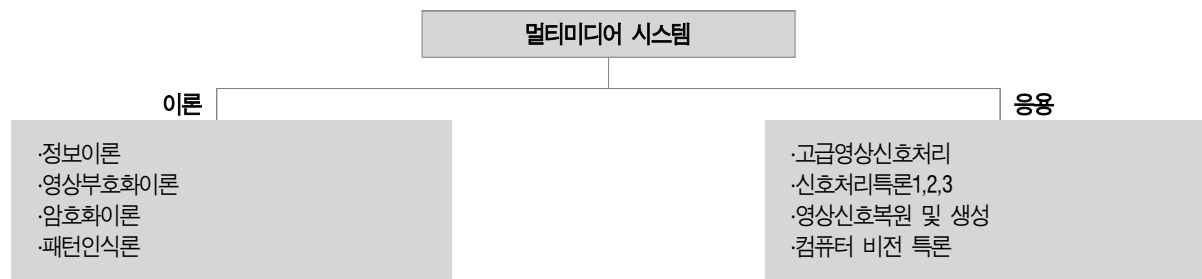 멀티미디어 시스템
이론
·정보이론
·영상부호화이론
·암호화이론
·패턴인식론
응용
·고급영상신호처리
·신호처리특론1,2,3
·영상신호복원 및 생성
·컴퓨터 비전 특론